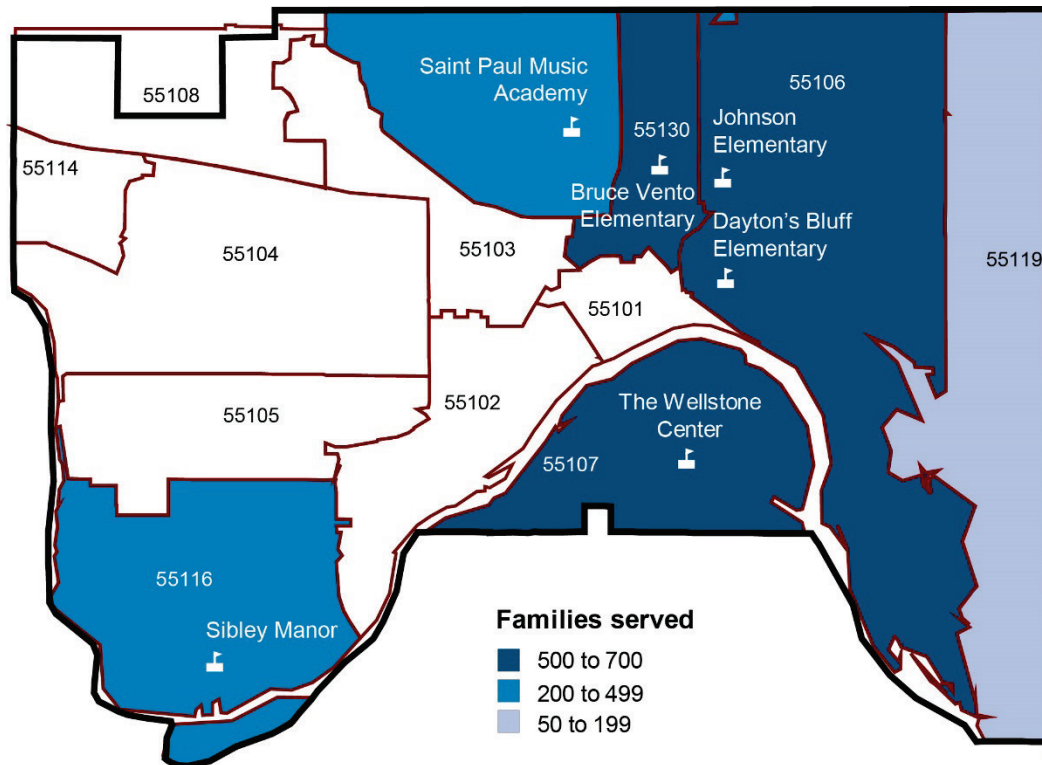 Saint Paul Music
Academy
55108
55106
Johnson
Elementary
55130
55114
Bruce Vento
Elementary
Dayton's Bluff
Elementary
55104
55103
55119
55101
55105
55102
The Wellstone
Center
55107
55116
Sibley Manor
Families served
500 to 700
200 to 499
50 to 199